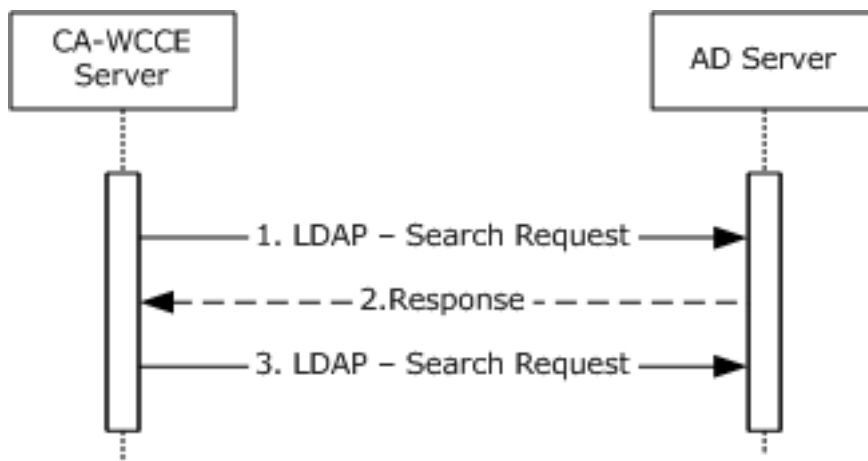 CA-WCCE
Server
AD Server
1. LDAP – Search Request
2.Response
3. LDAP – Search Request